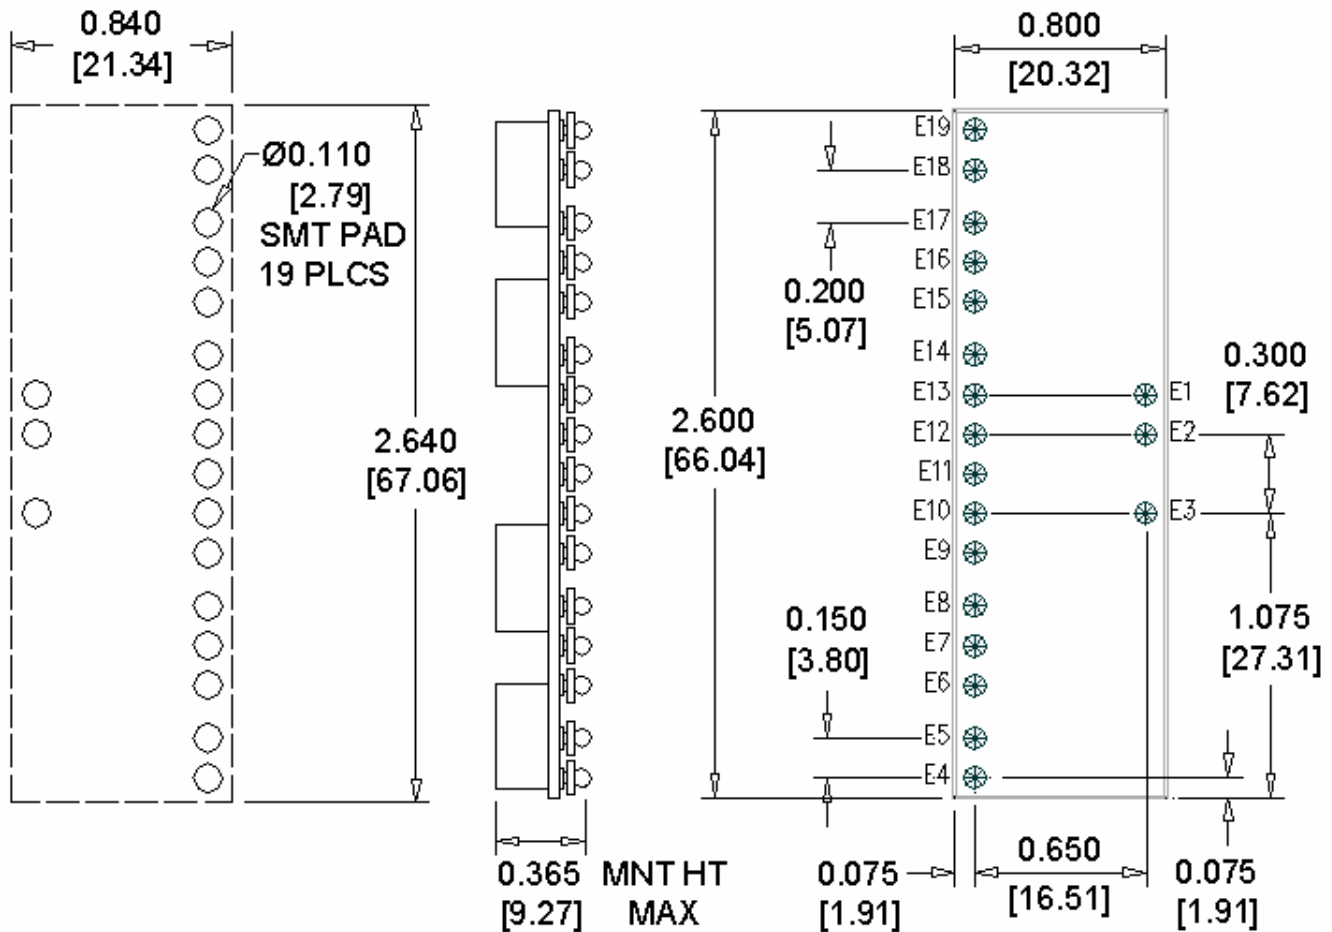 0.840
[21.34]
Ø0.110
[2.79]
SMT PAD
19 PLCS
2.640
[67.06]
0.365 MNT HT
[9.27] MAX
0.800
[20.32]
E19
E18
E17
E16
E15
E14
E13
E12
E11
E10
E9
E8
E7
E6
E5
E4
E1
E2
E3
0.200
[5.07]
0.300
[7.62]
2.600
[66.04]
0.150
[3.80]
1.075
[27.31]
0.075
[1.91]
0.650
[16.51]
0.075
[1.91]